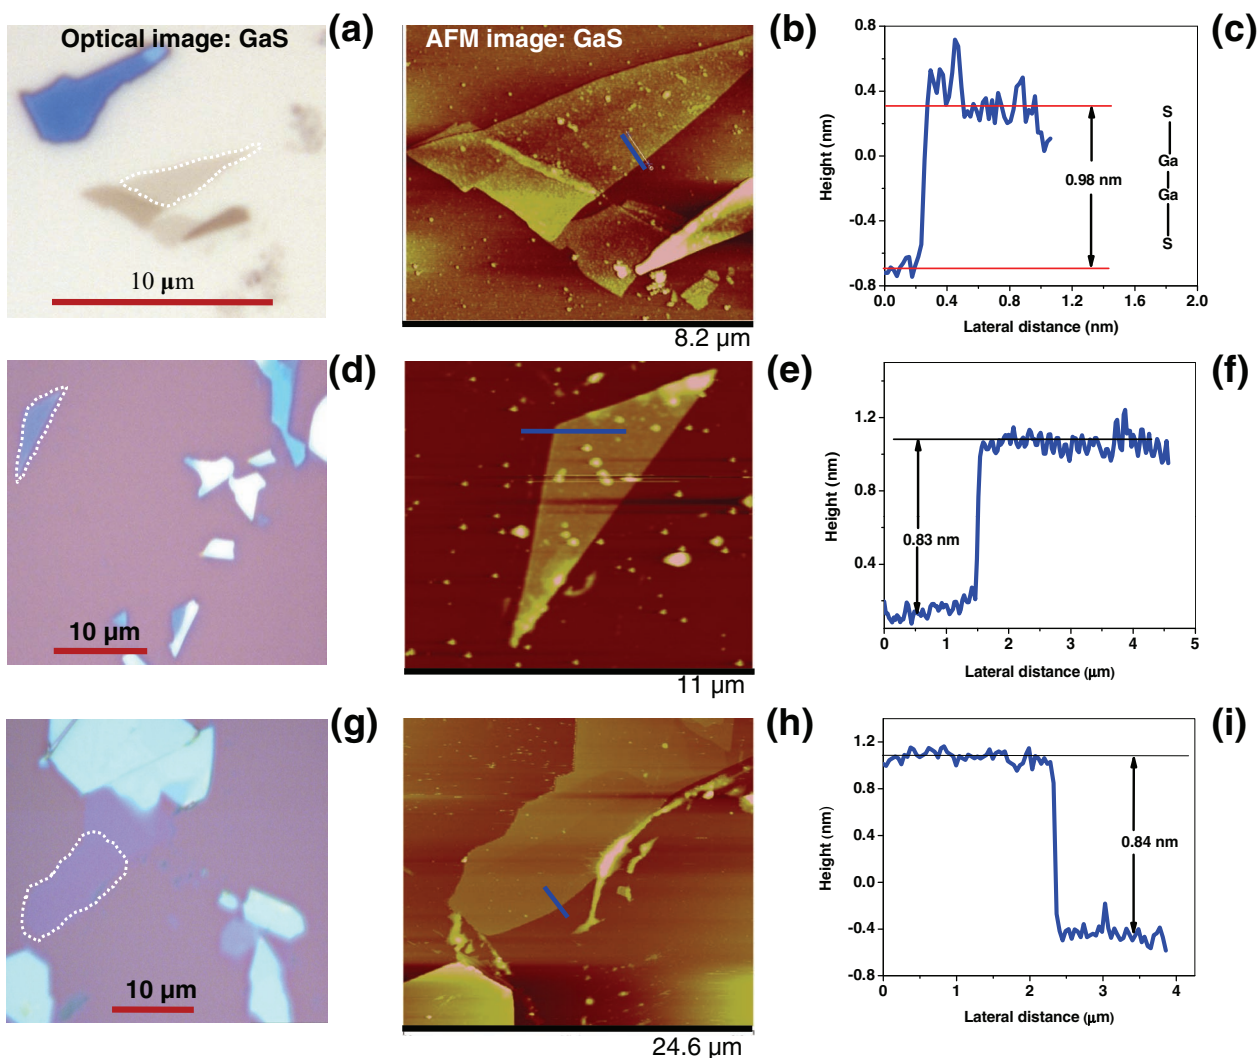 Optical image: GaS
(a)
10 μm
AFM image: GaS
(b)
8.2 μm
(c)
0.8
0.4
0.0
-0.4
-0.8
Height (nm)
0.98 nm
S
Ga
Ga
S
0.0 0.4 0.8 1.2 1.6 2.0
Lateral distance (nm)
(d)
10 μm
(e)
11 μm
(f)
1.2
0.8
0.4
Height (nm)
0.83 nm
0 1 2 3 4 5
Lateral distance (μm)
(g)
10 μm
(h)
24.6 μm
(i)
1.2
0.8
0.4
0.0
-0.4
-0.8
Height (nm)
0.84 nm
0 1 2 3 4
Lateral distance (μm)